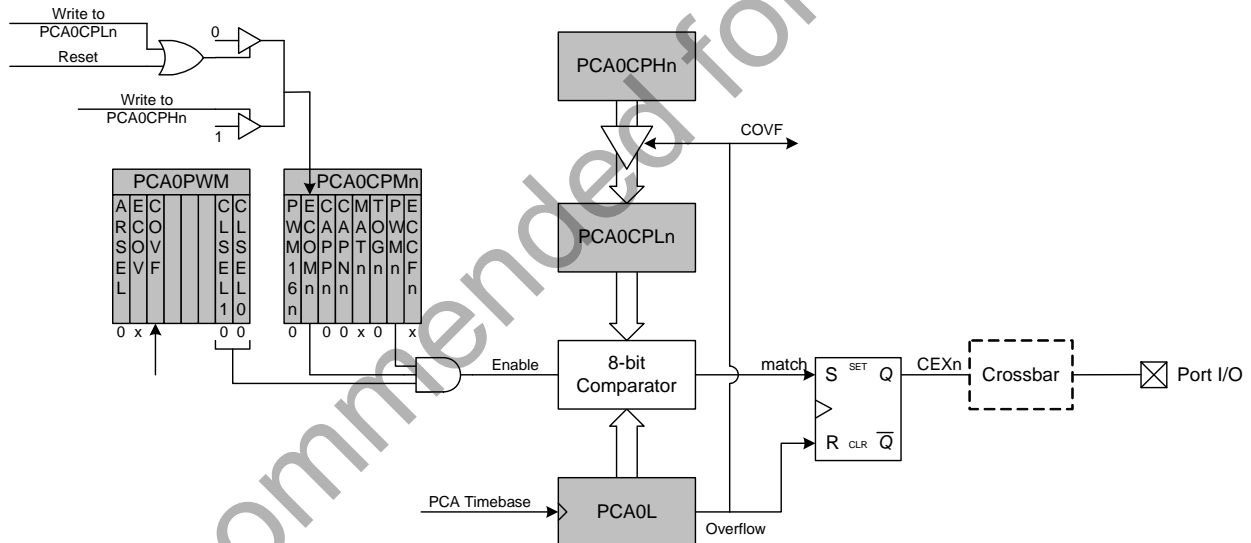 Write to
PCA0CPLn
Reset
0
Write to
PCA0CPHn
1
PCA0CPHn
COVF
PCA0PWM
ARSEL
ECOV
COVF
CLSEL1
CLSEL0
0 x 0 0
PCA0CPMn
PWM16n
ECOMn
CAPPn
CAPNn
MATn
TOGn
PWMn
ECCFn
0 0 0 x 0 x
PCA0CPLn
Enable
8-bit
Comparator
match
S SET Q
R CLR Q
CEXn
Crossbar
Port I/O
PCA Timebase
PCA0L
Overflow
ommended for